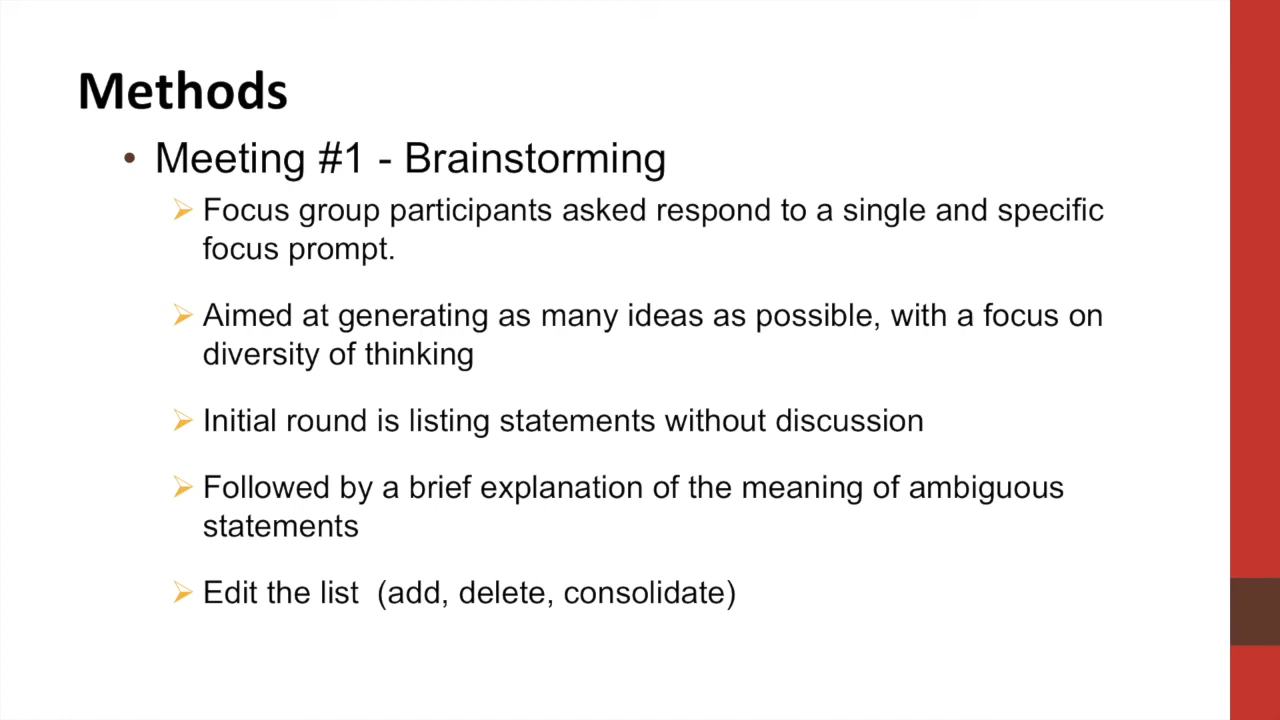 Methods
• Meeting #1 - Brainstorming
➢ Focus group participants asked respond to a single and specific
focus prompt.
➢ Aimed at generating as many ideas as possible, with a focus on
diversity of thinking
➢ Initial round is listing statements without discussion
➢ Followed by a brief explanation of the meaning of ambiguous
statements
➢ Edit the list  (add, delete, consolidate)